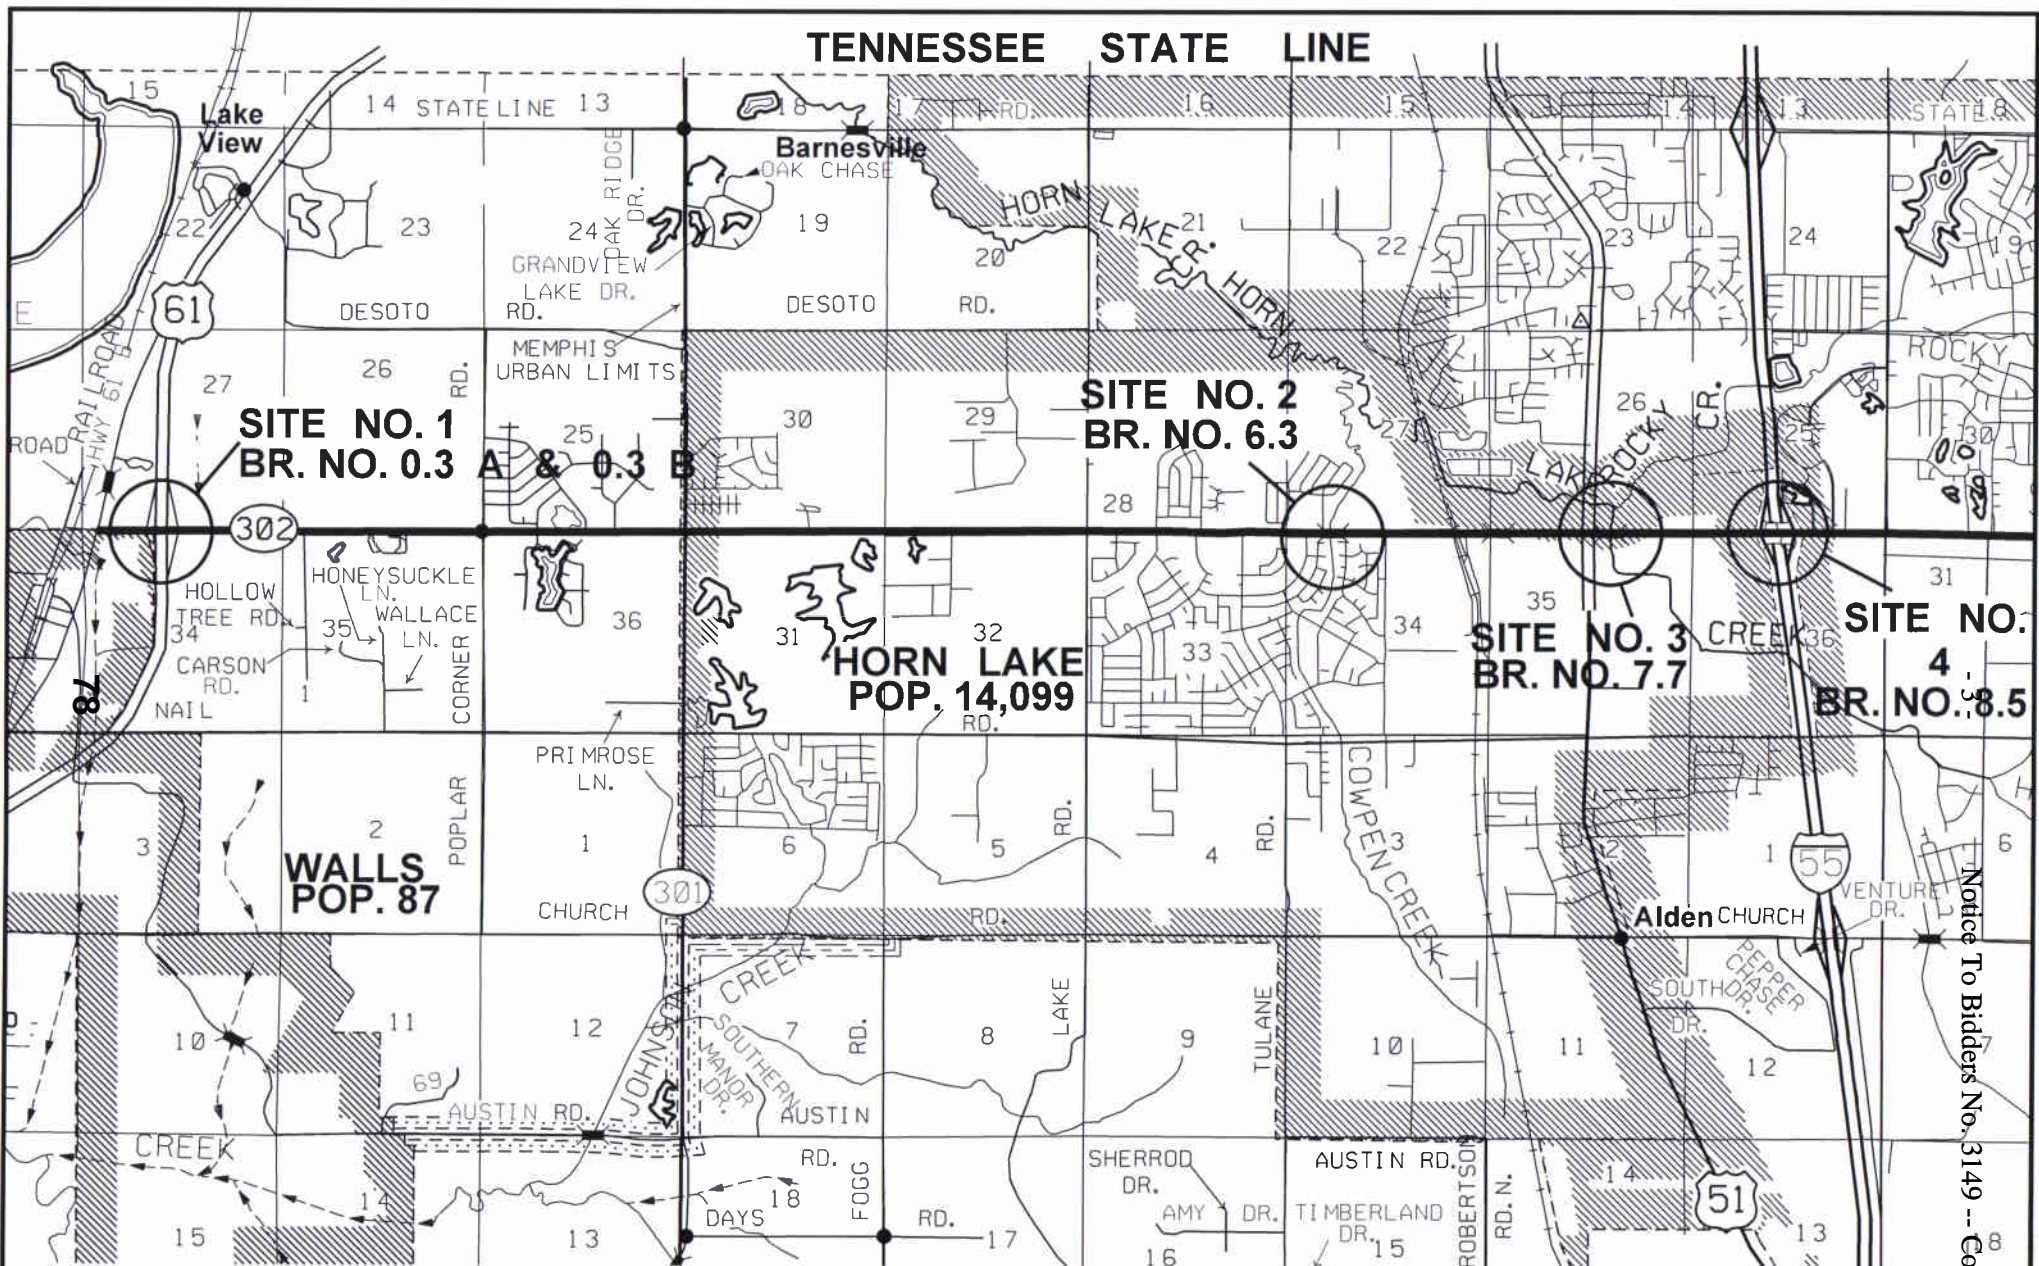 TENNESSEE STATE LINE
15
Lake
View
14 STATE LINE 13
18
17 RD.
16
15
14
13
STATE 18
Barnesville
OAK CHASE
OAK RIDGE
DR.
22
23
24
19
HORN
LAKE
CR.
21
20
22
23
24
19
GRANDVIEW
LAKE DR.
HORN
E
61
DESOTO RD.
DESOTO RD.
MEMPHIS
URBAN LIMITS
RAILROAD
HWY 61
27
26
RD.
ROCKY
SITE NO. 1
BR. NO. 0.3 A & 0.3 B
25
30
29
SITE NO. 2
BR. NO. 6.3
27
26
CR.
25
30
ROAD
28
LAKE
ROCKY
302
HOLLOW
TREE RD.
HONEYSUCKLE
LN.
WALLACE
LN.
34
35
36
31
32
33
34
35
36
31
CARSON
RD.
CORNER
1
HORN LAKE
POP. 14,099
SITE NO. 3
BR. NO. 7.7
CREEK
SITE NO.
4
BR. NO. 8.5
- 3 -
78
NAIL
RD.
PRIMROSE
LN.
COWPEN CREEK
3
2
POPLAR
1
6
5
RD.
4
RD.
3
2
1
6
H
WALLS
POP. 87
301
55
VENTURE
DR.
CHURCH
RD.
Alden CHURCH
CREEK
JOHNSON
PEPPER
CHASE
DR.
SOUTH
DR.
10
11
12
SOUTHERN
MANOR
DR.
7
RD.
8
LAKE
9
TULANE
10
11
12
7
69
AUSTIN RD.
AUSTIN
RD.
CREEK
14
15
13
18
FOGG
DAYS
RD.
17
SHERROD
DR.
AMY DR.
16
AUSTIN RD.
TIMBERLAND
DR.
15
ROBERTSON
RD. N.
14
51
13
18
Notice To Bidders No. 3149 -- Co